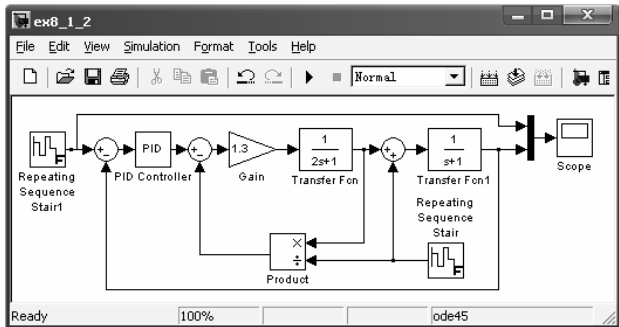 ex8_1_2
File Edit View Simulation Format Tools Help
Normal
PID
1.3
1
2s+1
1
s+1
Scope
Repeating
Sequence
Stair1
PID Controller
Gain
Transfer Fcn
Transfer Fcn1
Repeating
Sequence
Stair
×
÷
Product
Ready 100% ode45